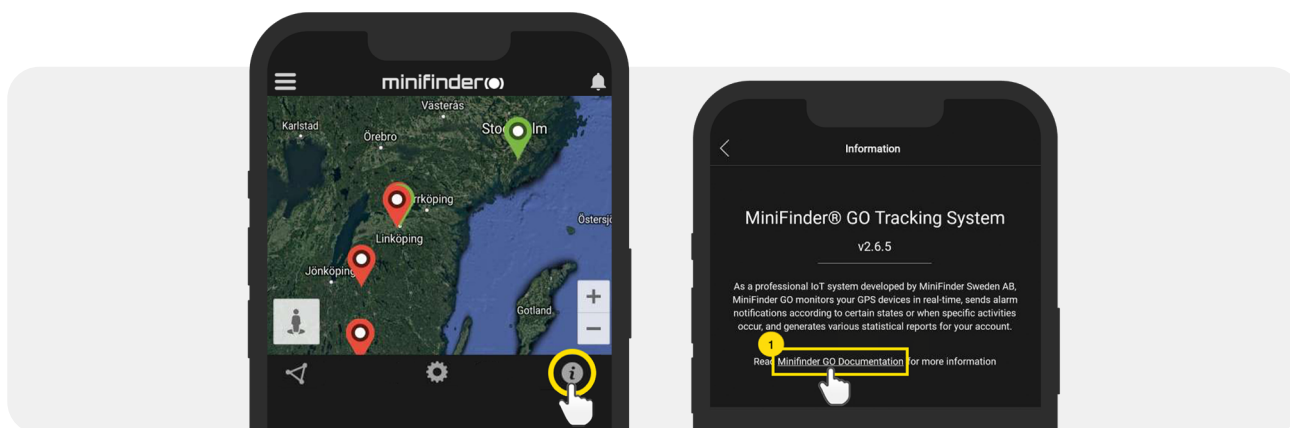 minifinder
Västerås
Karlstad
Örebro
Sto lm
rrköping
Östersjö
Linköping
Jönköping
Gotland
+
−
i
Information
MiniFinder® GO Tracking System
v2.6.5
As a professional IoT system developed by MiniFinder Sweden AB,
MiniFinder GO monitors your GPS devices in real-time, sends alarm
notifications according to certain states or when specific activities
occur, and generates various statistical reports for your account.
1
Read Minifinder GO Documentation for more information